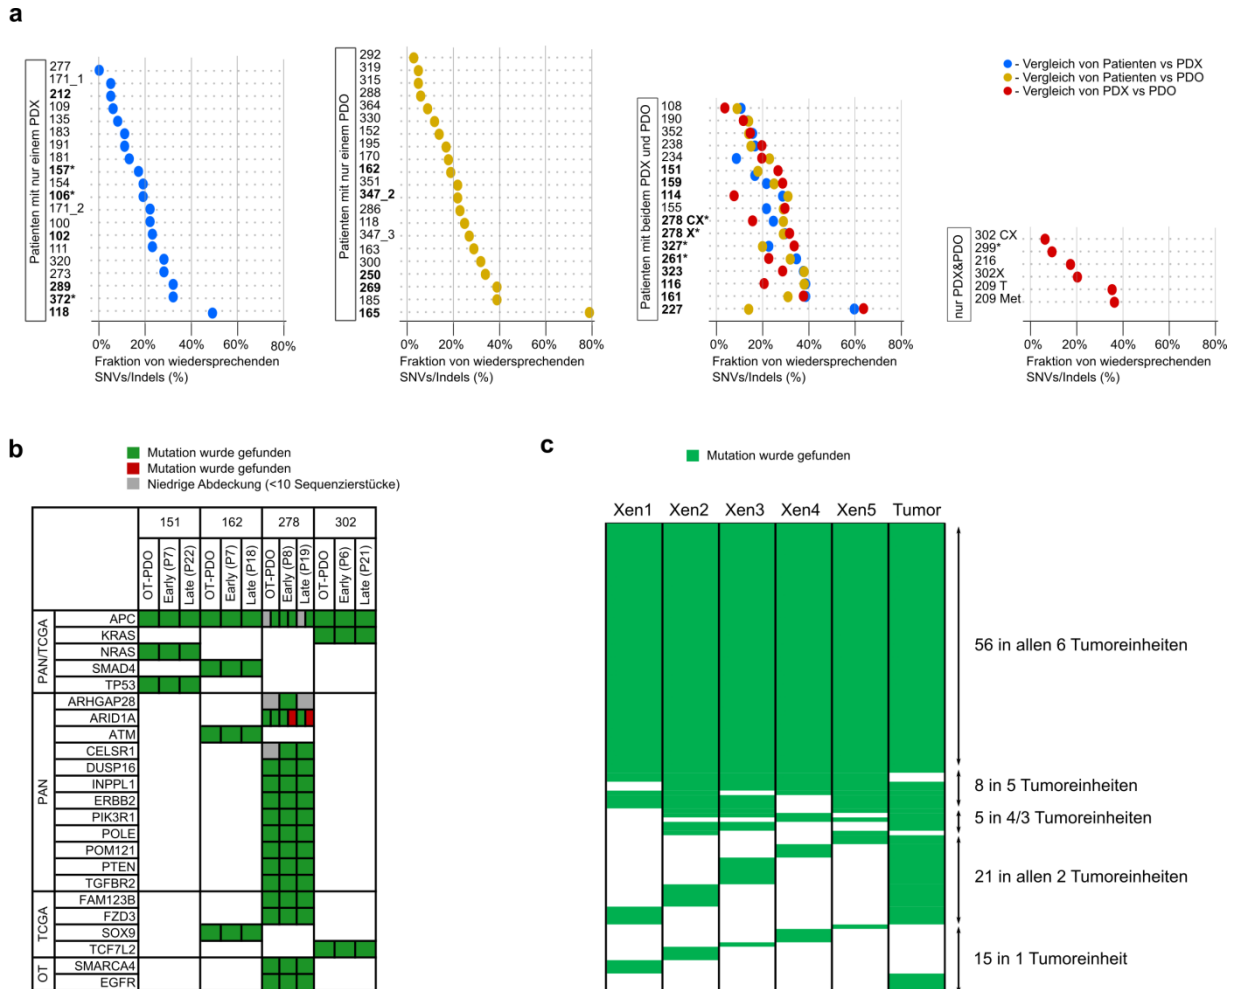 a
Patienten mit nur einem PDX
277
171_1
212
109
135
183
191
181
157*
154
106*
171_2
100
102
111
320
273
289
372*
118
0% 20% 40% 60% 80%
Fraktion von wiedersprechenden
SNVs/Indels (%)
Patienten mit nur einem PDO
292
319
315
288
364
330
152
195
170
162
351
347_2
286
118
347_3
163
300
250
269
185
165
0% 20% 40% 60% 80%
Fraktion von wiedersprechenden
SNVs/Indels (%)
Patienten mit beidem PDX und PDO
108
190
352
238
234
151
159
114
155
278 CX*
278 X*
327*
261*
323
116
161
227
0% 20% 40% 60% 80%
Fraktion von wiedersprechenden
SNVs/Indels (%)
- Vergleich von Patienten vs PDX
- Vergleich von Patienten vs PDO
- Vergleich von PDX vs PDO
nur PDX&PDO
302 CX
299*
216
302X
209 T
209 Met
0% 20% 40% 60% 80%
Fraktion von wiedersprechenden
SNVs/Indels (%)
b
Mutation wurde gefunden
Mutation wurde gefunden
Niedrige Abdeckung (<10 Sequenzierstücke)
151 162 278 302
OT-PDO Early (P7) Late (P22) OT-PDO Early (P7) Late (P18) OT-PDO Early (P8) Late (P19) OT-PDO Early (P6) Late (P21)
PAN/TCGA
APC
KRAS
NRAS
SMAD4
TP53
PAN
ARHGAP28
ARID1A
ATM
CELSR1
DUSP16
INPPL1
ERBB2
PIK3R1
POLE
POM121
PTEN
TGFBR2
TCGA
FAM123B
FZD3
SOX9
TCF7L2
OT
SMARCA4
EGFR
c
Mutation wurde gefunden
Xen1 Xen2 Xen3 Xen4 Xen5 Tumor
56 in allen 6 Tumoreinheiten
8 in 5 Tumoreinheiten
5 in 4/3 Tumoreinheiten
21 in allen 2 Tumoreinheiten
15 in 1 Tumoreinheit